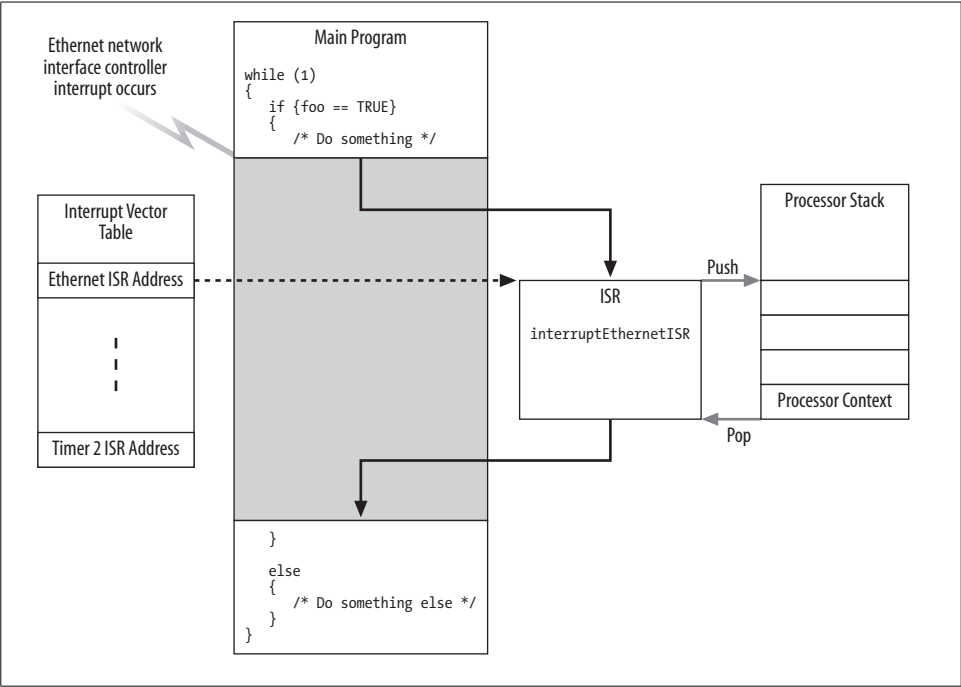 Ethernet network
interface controller
interrupt occurs
Main Program
while (1)
{
if {foo == TRUE}
{
/* Do something */
Interrupt Vector
Table
Ethernet ISR Address
Timer 2 ISR Address
ISR
interruptEthernetISR
Push
Pop
Processor Stack
Processor Context
}
else
{
/* Do something else */
}
}